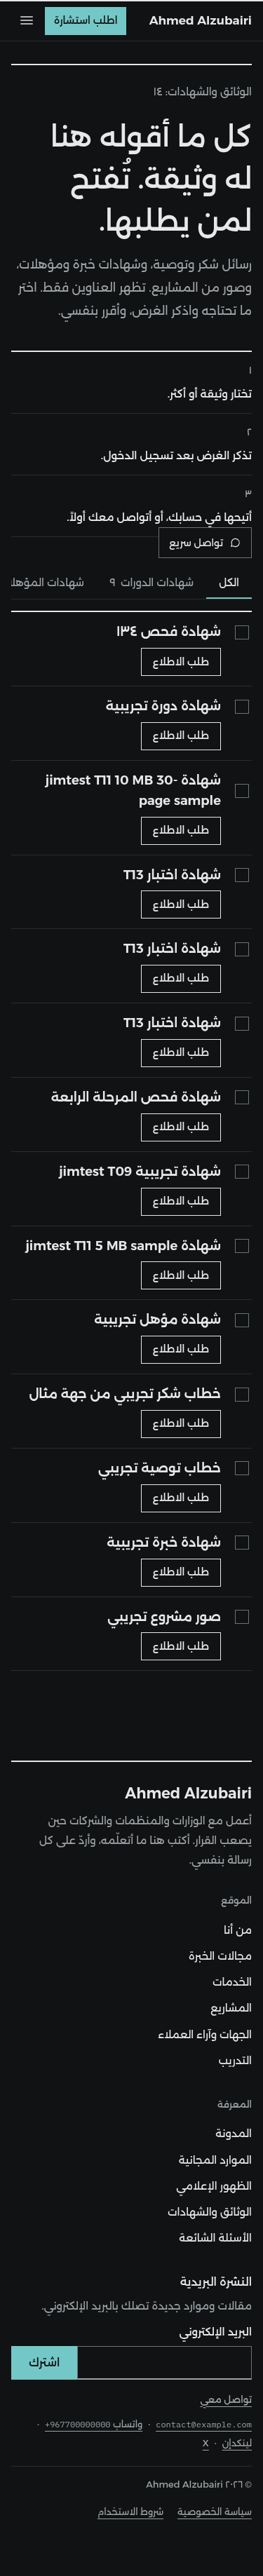 Ahmed Alzubairi
اطلب استشارة
الوثائق والشهادات: ١٤
كل ما أقوله هنا
له وثيقة. تُفتح
لمن يطلبها.
رسائل شكر وتوصية، وشهادات خبرة ومؤهلات،
وصور من المشاريع. تظهر العناوين فقط. اختَر
ما تحتاجه واذكر الغرض، وأقرر بنفسي.
١
تختار وثيقة أو أكثر.
٢
تذكر الغرض بعد تسجيل الدخول.
٣
أتيحها في حسابك، أو أتواصل معك أولاً.
تواصل سريع
الكل
شهادات الدورات ٩
شهادات المؤهلا
شهادة فحص ١٣٤
طلب الاطلاع
شهادة دورة تجريبية
طلب الاطلاع
شهادة jimtest T11 10 MB 30-
page sample
طلب الاطلاع
شهادة اختبار T13
طلب الاطلاع
شهادة اختبار T13
طلب الاطلاع
شهادة اختبار T13
طلب الاطلاع
شهادة فحص المرحلة الرابعة
طلب الاطلاع
شهادة تجريبية jimtest T09
طلب الاطلاع
شهادة jimtest T11 5 MB sample
طلب الاطلاع
شهادة مؤهل تجريبية
طلب الاطلاع
خطاب شكر تجريبي من جهة مثال
طلب الاطلاع
خطاب توصية تجريبي
طلب الاطلاع
شهادة خبرة تجريبية
طلب الاطلاع
صور مشروع تجريبي
طلب الاطلاع
Ahmed Alzubairi
أعمل مع الوزارات والمنظمات والشركات حين
يصعب القرار. أكتب هنا ما أتعلّمه، وأردّ على كل
رسالة بنفسي.
الموقع
من أنا
مجالات الخبرة
الخدمات
المشاريع
الجهات وآراء العملاء
التدريب
المعرفة
المدونة
الموارد المجانية
الظهور الإعلامي
الوثائق والشهادات
الأسئلة الشائعة
النشرة البريدية
مقالات وموارد جديدة تصلك بالبريد الإلكتروني.
البريد الإلكتروني
اشترك
تواصل معي
contact@example.com · واتساب +967700000000 ·
لينكدإن · X
© ٢٠٢٦ Ahmed Alzubairi
سياسة الخصوصية
شروط الاستخدام